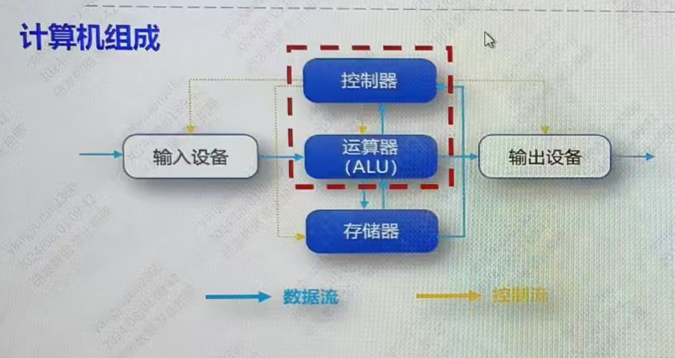 计算机组成
控制器
输入设备
运算器
（ALU）
输出设备
存储器
数据流
控制流